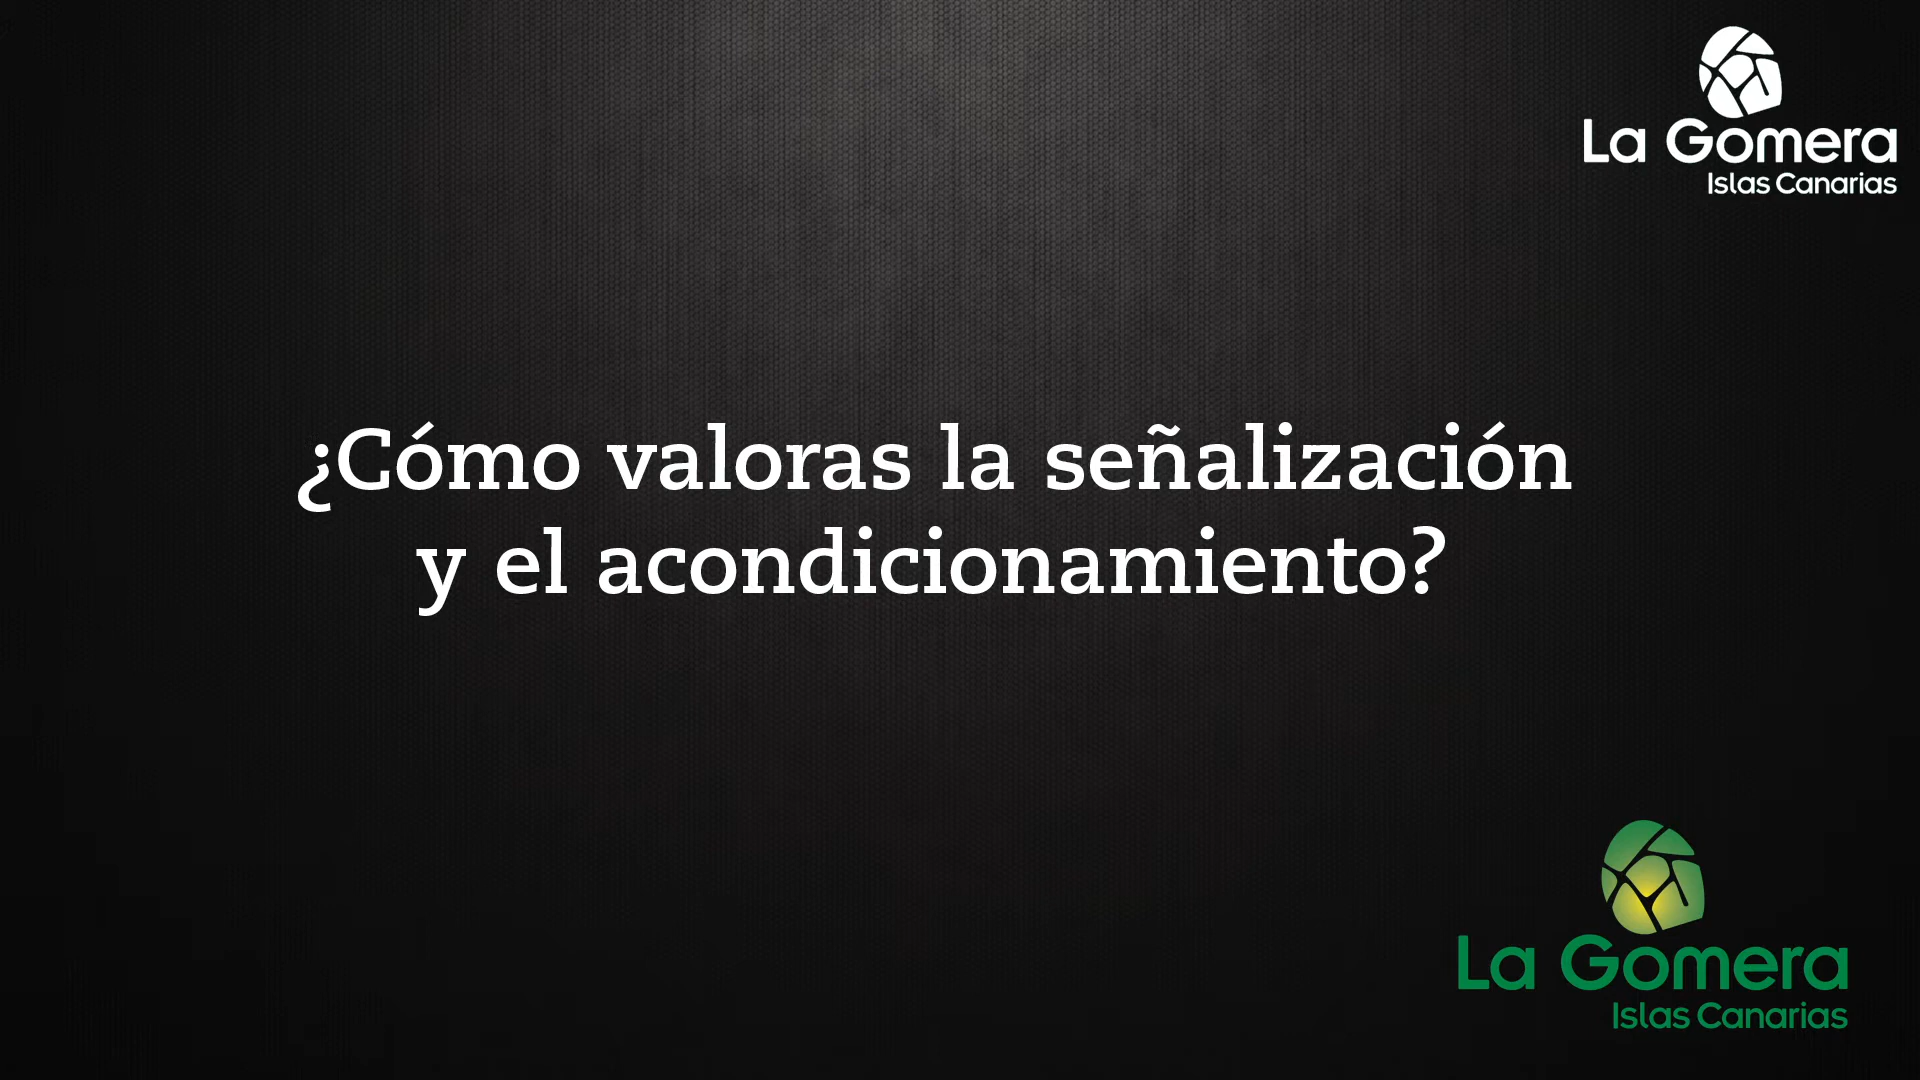 La Gomera
Islas Canarias
¿Cómo valoras la señalización
y el acondicionamiento?
La Gomera
Islas Canarias